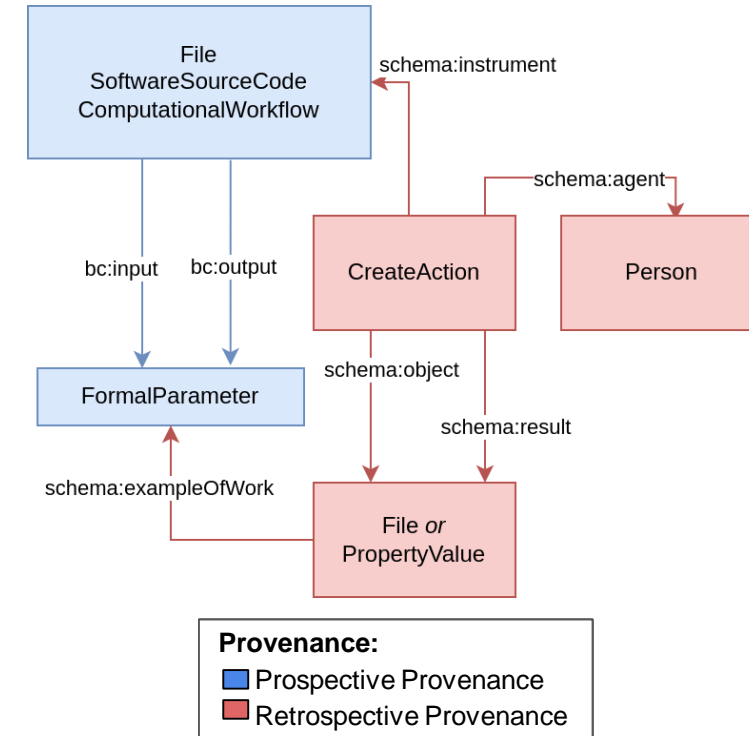 File
SoftwareSourceCode
ComputationalWorkflow
schema:instrument
schema:agent
CreateAction
Person
bc:input
bc:output
FormalParameter
schema:object
schema:result
schema:exampleOfWork
File or
PropertyValue
Provenance:
Prospective Provenance
Retrospective Provenance